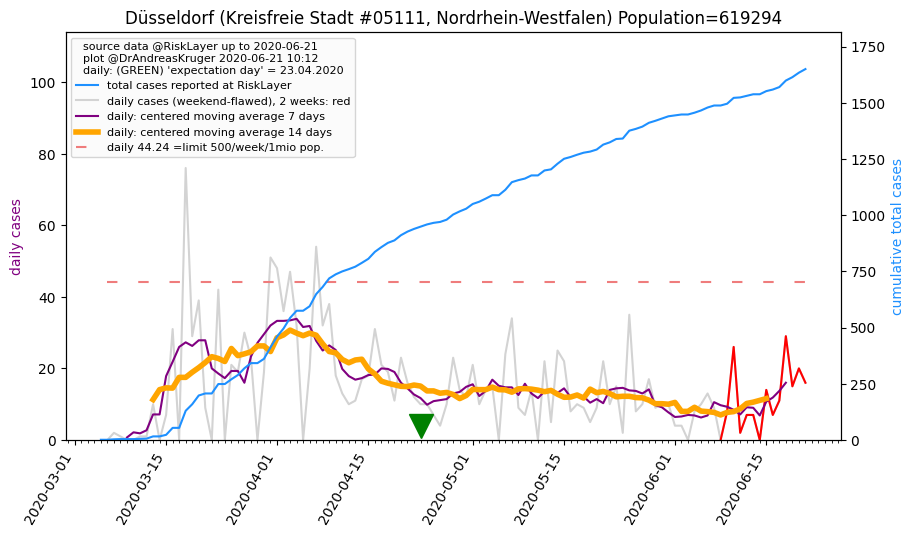 Düsseldorf (Kreisfreie Stadt #05111, Nordrhein-Westfalen) Population=619294
source data @RiskLayer up to 2020-06-21
plot @DrAndreasKruger 2020-06-21 10:12
daily: (GREEN) 'expectation day' = 23.04.2020
total cases reported at RiskLayer
daily cases (weekend-flawed), 2 weeks: red
daily: centered moving average 7 days
daily: centered moving average 14 days
daily 44.24 =limit 500/week/1mio pop.
daily cases
100
80
60
40
20
0
cumulative total cases
1750
1500
1250
1000
750
500
250
0
2020-03-01
2020-03-15
2020-04-01
2020-04-15
2020-05-01
2020-05-15
2020-06-01
2020-06-15